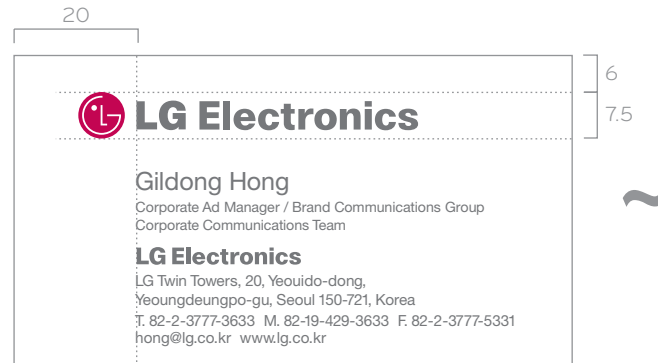 20
6
7.5
LG LG Electronics
Gildong Hong
Corporate Ad Manager / Brand Communications Group
Corporate Communications Team
LG Electronics
LG Twin Towers, 20, Yeouido-dong,
Yeoungdeungpo-gu, Seoul 150-721, Korea
T. 82-2-3777-3633 M. 82-19-429-3633 F. 82-2-3777-5331
hong@lg.co.kr www.lg.co.kr
~